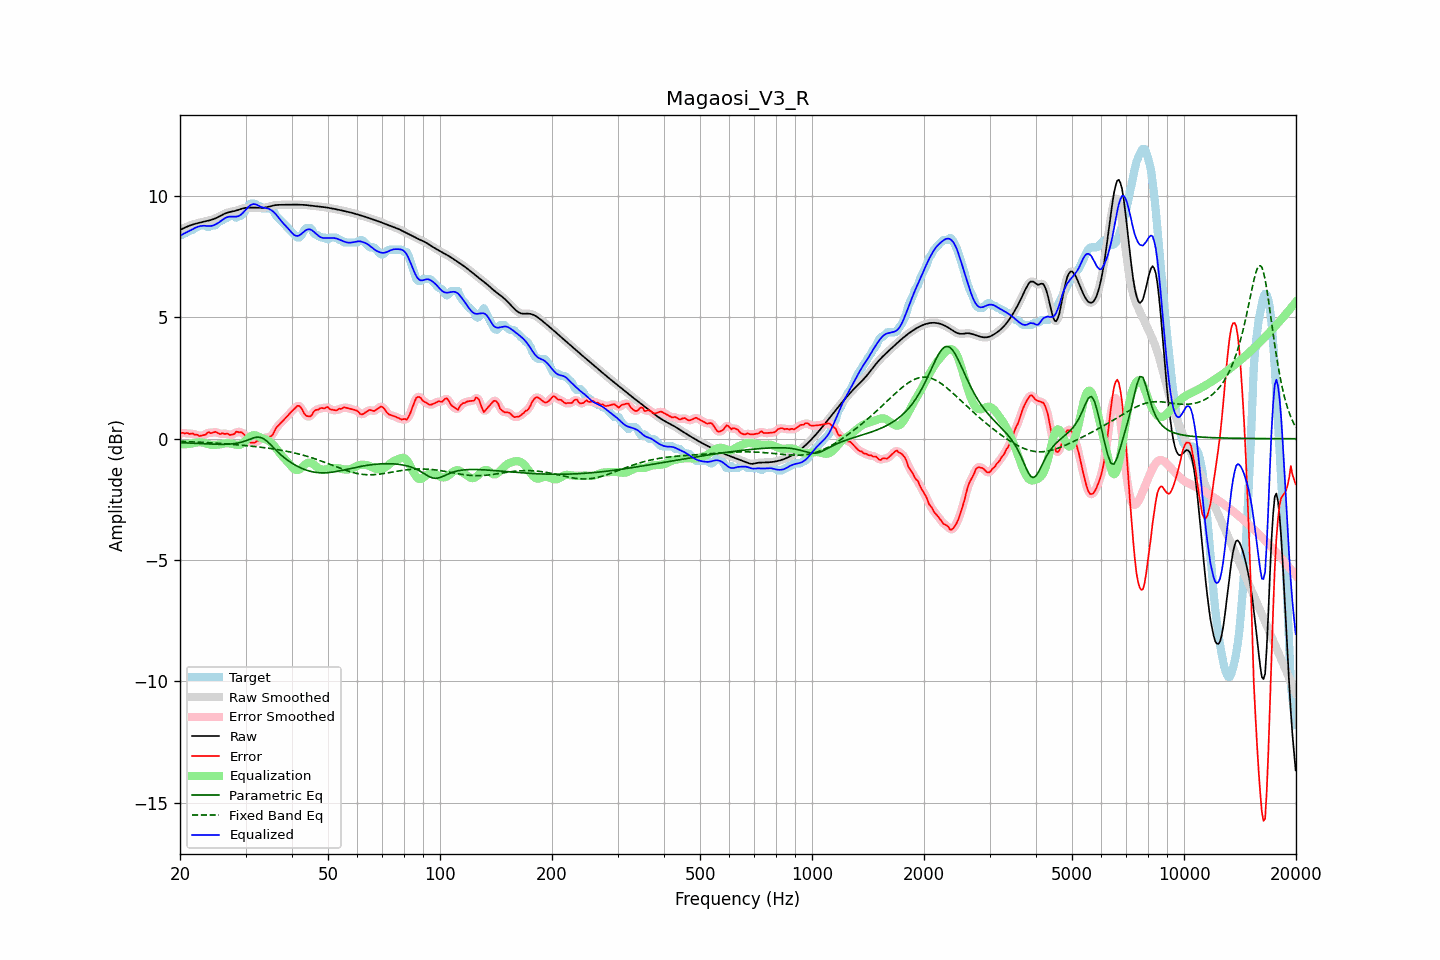 Magaosi_V3_R
Amplitude (dBr)
10
5
0
−5
−10
−15
Target
Raw Smoothed
Error Smoothed
Raw
Error
Equalization
Parametric Eq
Fixed Band Eq
Equalized
20 50 100 200 500 1000 2000 5000 10000 20000
Frequency (Hz)